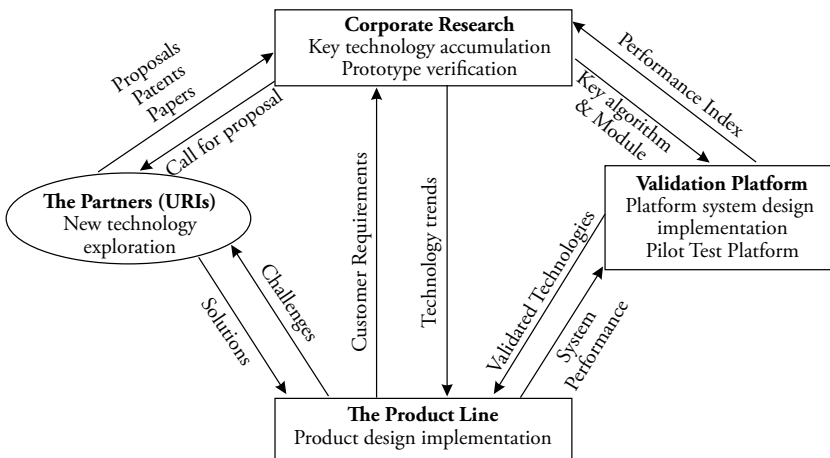 Corporate Research
Key technology accumulation
Prototype verification
Proposals
Patents
Papers
Call for proposal
Performance Index
Key algorithm
& Module
The Partners (URIs)
New technology
exploration
Validation Platform
Platform system design
implementation
Pilot Test Platform
Customer Requirements
Technology trends
Solutions
Challenges
Validated Technologies
System
Performance
The Product Line
Product design implementation